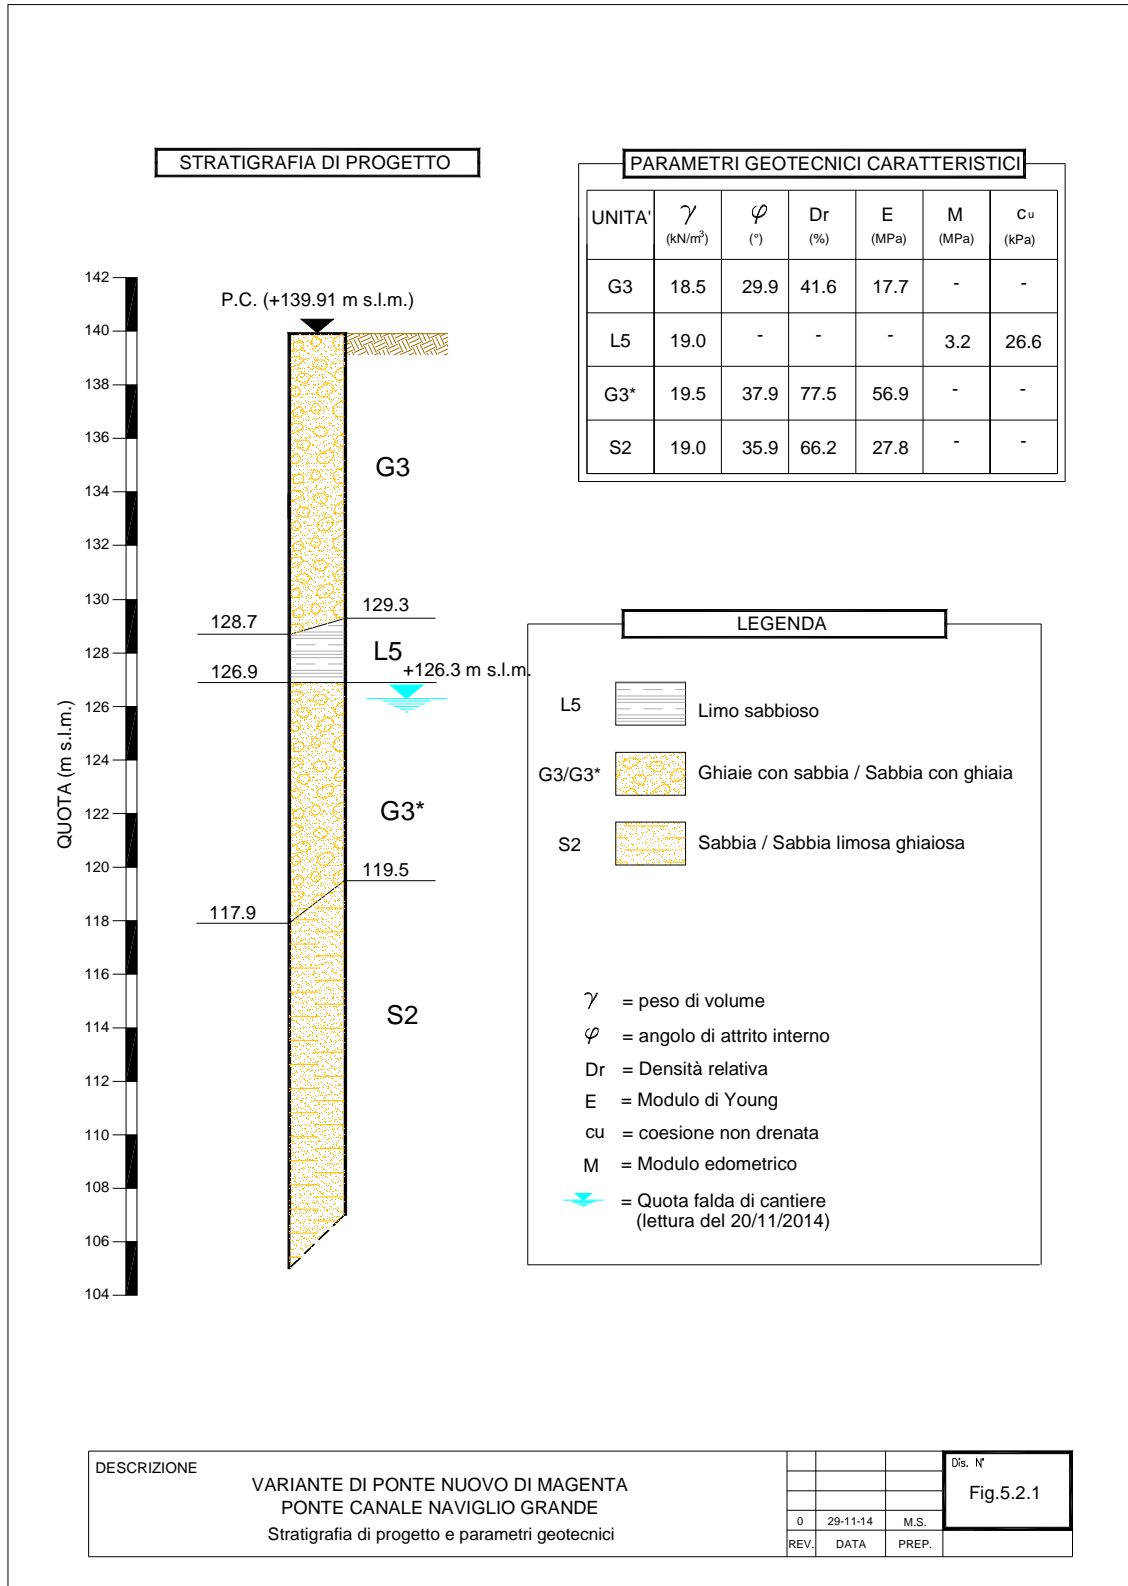 STRATIGRAFIA DI PROGETTO
PARAMETRI GEOTECNICI CARATTERISTICI
UNITA' γ (kN/m³) φ (°) Dr (%) E (MPa) M (MPa) cu (kPa)
G3 18.5 29.9 41.6 17.7 - -
L5 19.0 - - - 3.2 26.6
G3* 19.5 37.9 77.5 56.9 - -
S2 19.0 35.9 66.2 27.8 - -
QUOTA (m s.l.m.)
142
140
138
136
134
132
130
128
126
124
122
120
118
116
114
112
110
108
106
104
P.C. (+139.91 m s.l.m.)
G3
129.3
128.7
L5
126.9
+126.3 m s.l.m.
G3*
119.5
117.9
S2
LEGENDA
L5 Limo sabbioso
G3/G3* Ghiaie con sabbia / Sabbia con ghiaia
S2 Sabbia / Sabbia limosa ghiaiosa
γ = peso di volume
φ = angolo di attrito interno
Dr = Densità relativa
E = Modulo di Young
cu = coesione non drenata
M = Modulo edometrico
= Quota falda di cantiere
(lettura del 20/11/2014)
DESCRIZIONE
VARIANTE DI PONTE NUOVO DI MAGENTA
PONTE CANALE NAVIGLIO GRANDE
Stratigrafia di progetto e parametri geotecnici
0 29-11-14 M.S.
REV. DATA PREP.
Dis. N°
Fig.5.2.1